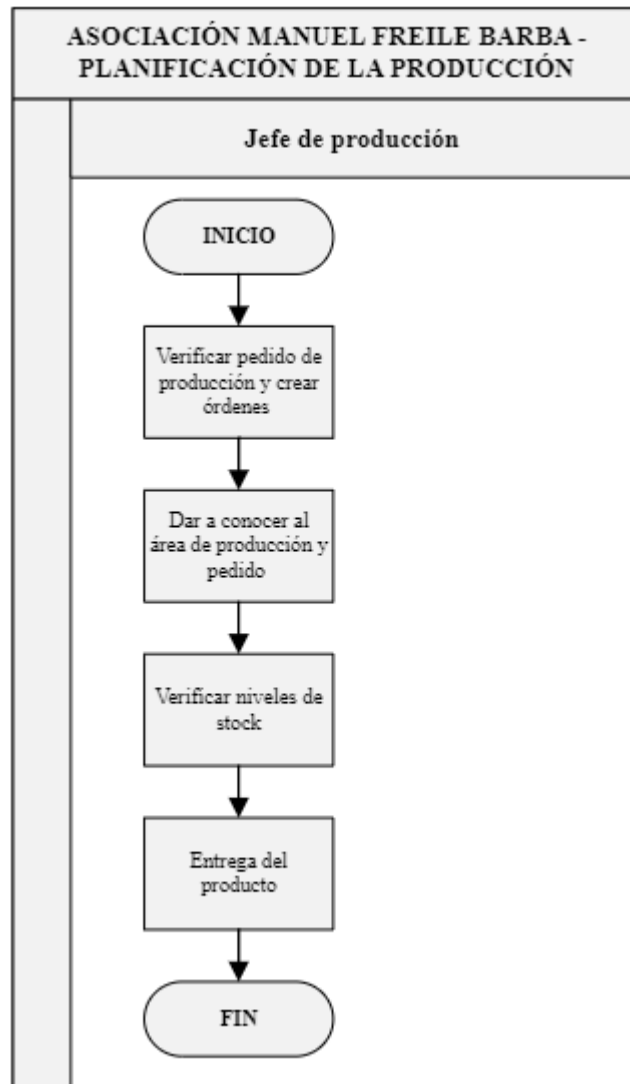 ASOCIACIÓN MANUEL FREILE BARBA -
PLANIFICACIÓN DE LA PRODUCCIÓN
Jefe de producción
INICIO
Verificar pedido de
producción y crear
órdenes
Dar a conocer al
área de producción y
pedido
Verificar niveles de
stock
Entrega del
producto
FIN